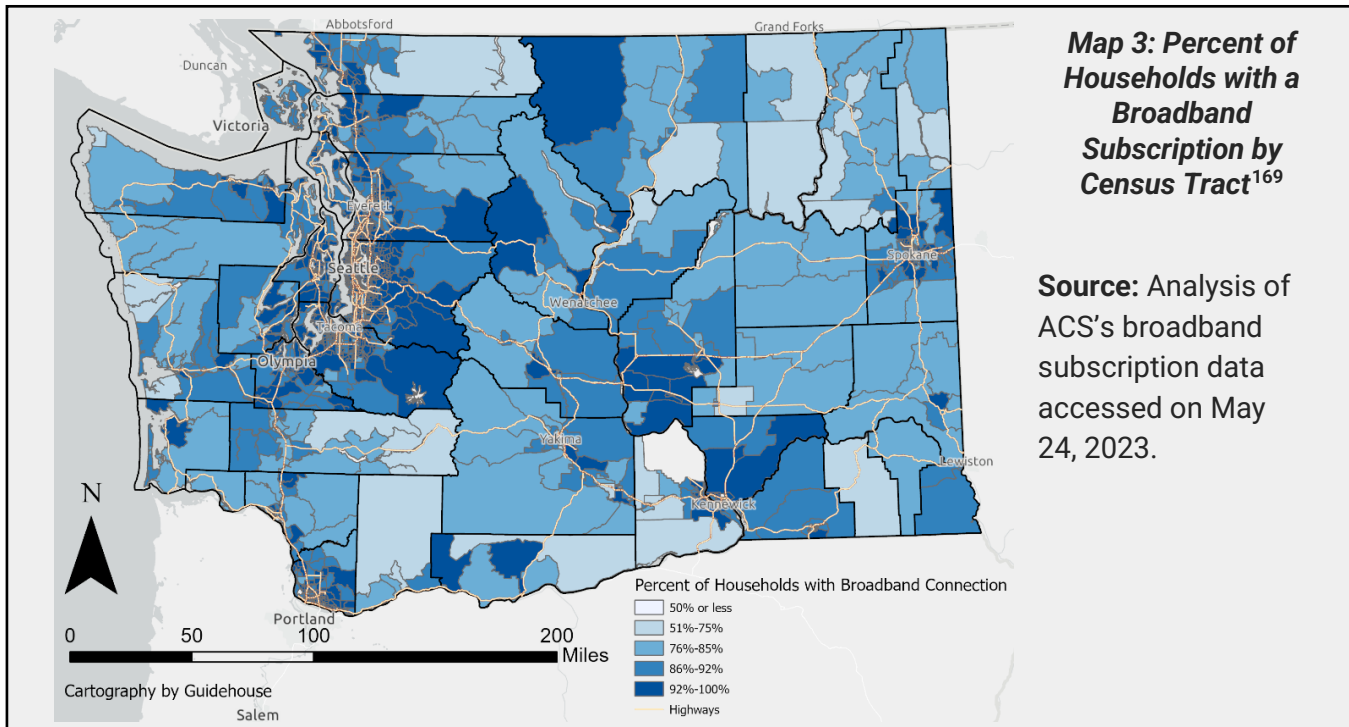 Abbotsford
Grand Forks
Duncan
Victoria
Everett
Seattle
Spokane
Wenatchee
Tacoma
Olympia
Yakima
Lewiston
Kennewick
N
Portland
0 50 100 200
Miles
Cartography by Guidehouse
Salem
Percent of Households with Broadband Connection
50% or less
51%-75%
76%-85%
86%-92%
92%-100%
Highways
Map 3: Percent of
Households with a
Broadband
Subscription by
Census Tract169
Source: Analysis of
ACS’s broadband
subscription data
accessed on May
24, 2023.